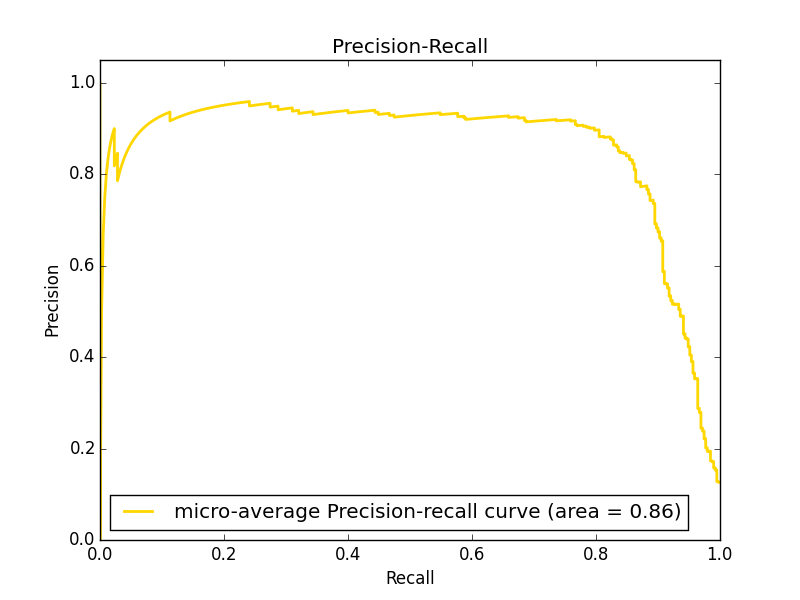 Precision-Recall
1.0
0.8
0.6
0.4
0.2
0.0
Precision
micro-average Precision-recall curve (area = 0.86)
0.0 0.2 0.4 0.6 0.8 1.0
Recall